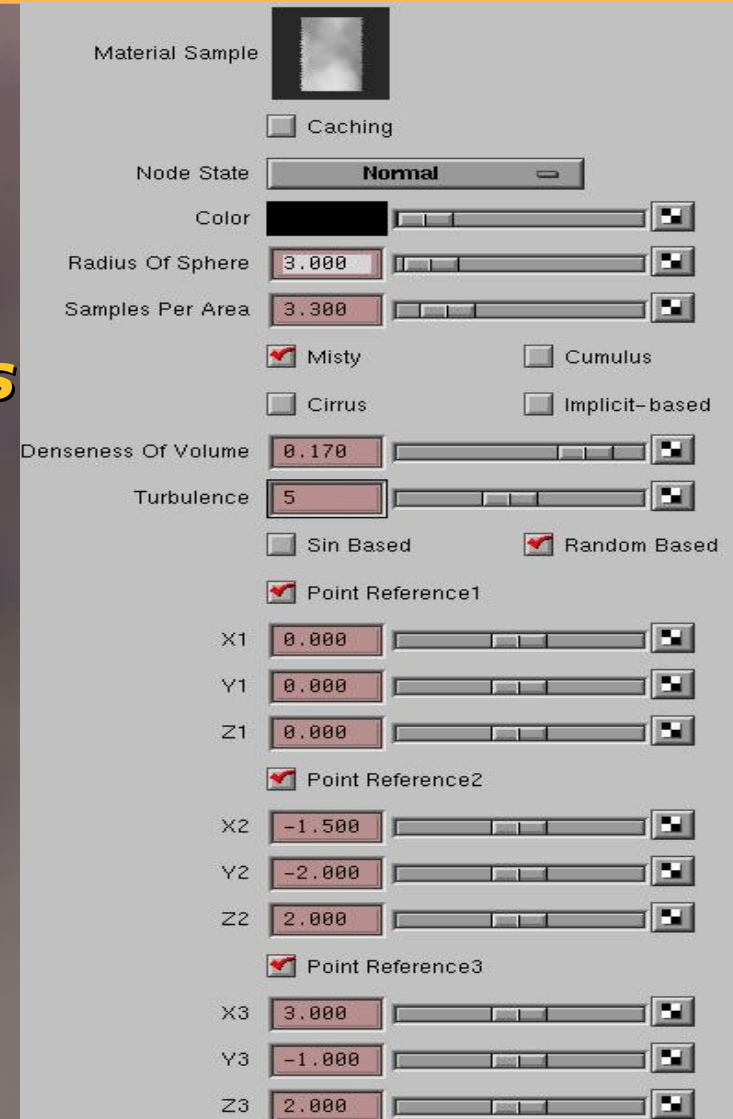 Material Sample
Caching
Node State Normal
Color
Radius Of Sphere 3.000
Samples Per Area 3.300
Misty Cumulus
s
Cirrus Implicit-based
Denseness Of Volume 0.170
Turbulence 5
Sin Based Random Based
Point Reference1
X1 0.000
Y1 0.000
Z1 0.000
Point Reference2
X2 -1.500
Y2 -2.000
Z2 2.000
Point Reference3
X3 3.000
Y3 -1.000
Z3 2.000